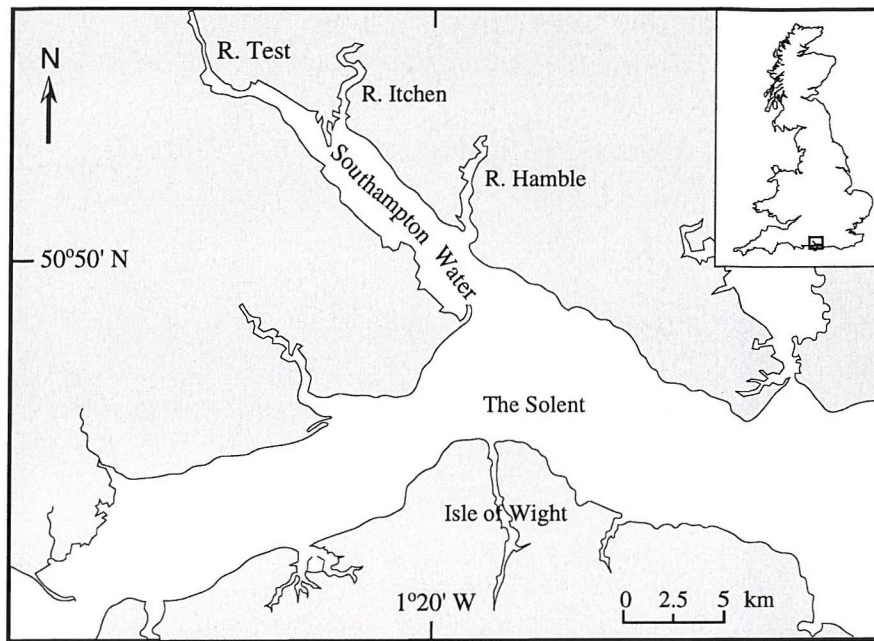 N
R. Test
R. Itchen
Southampton Water
R. Hamble
50°50' N
The Solent
Isle of Wight
1°20' W
0 2.5 5 km